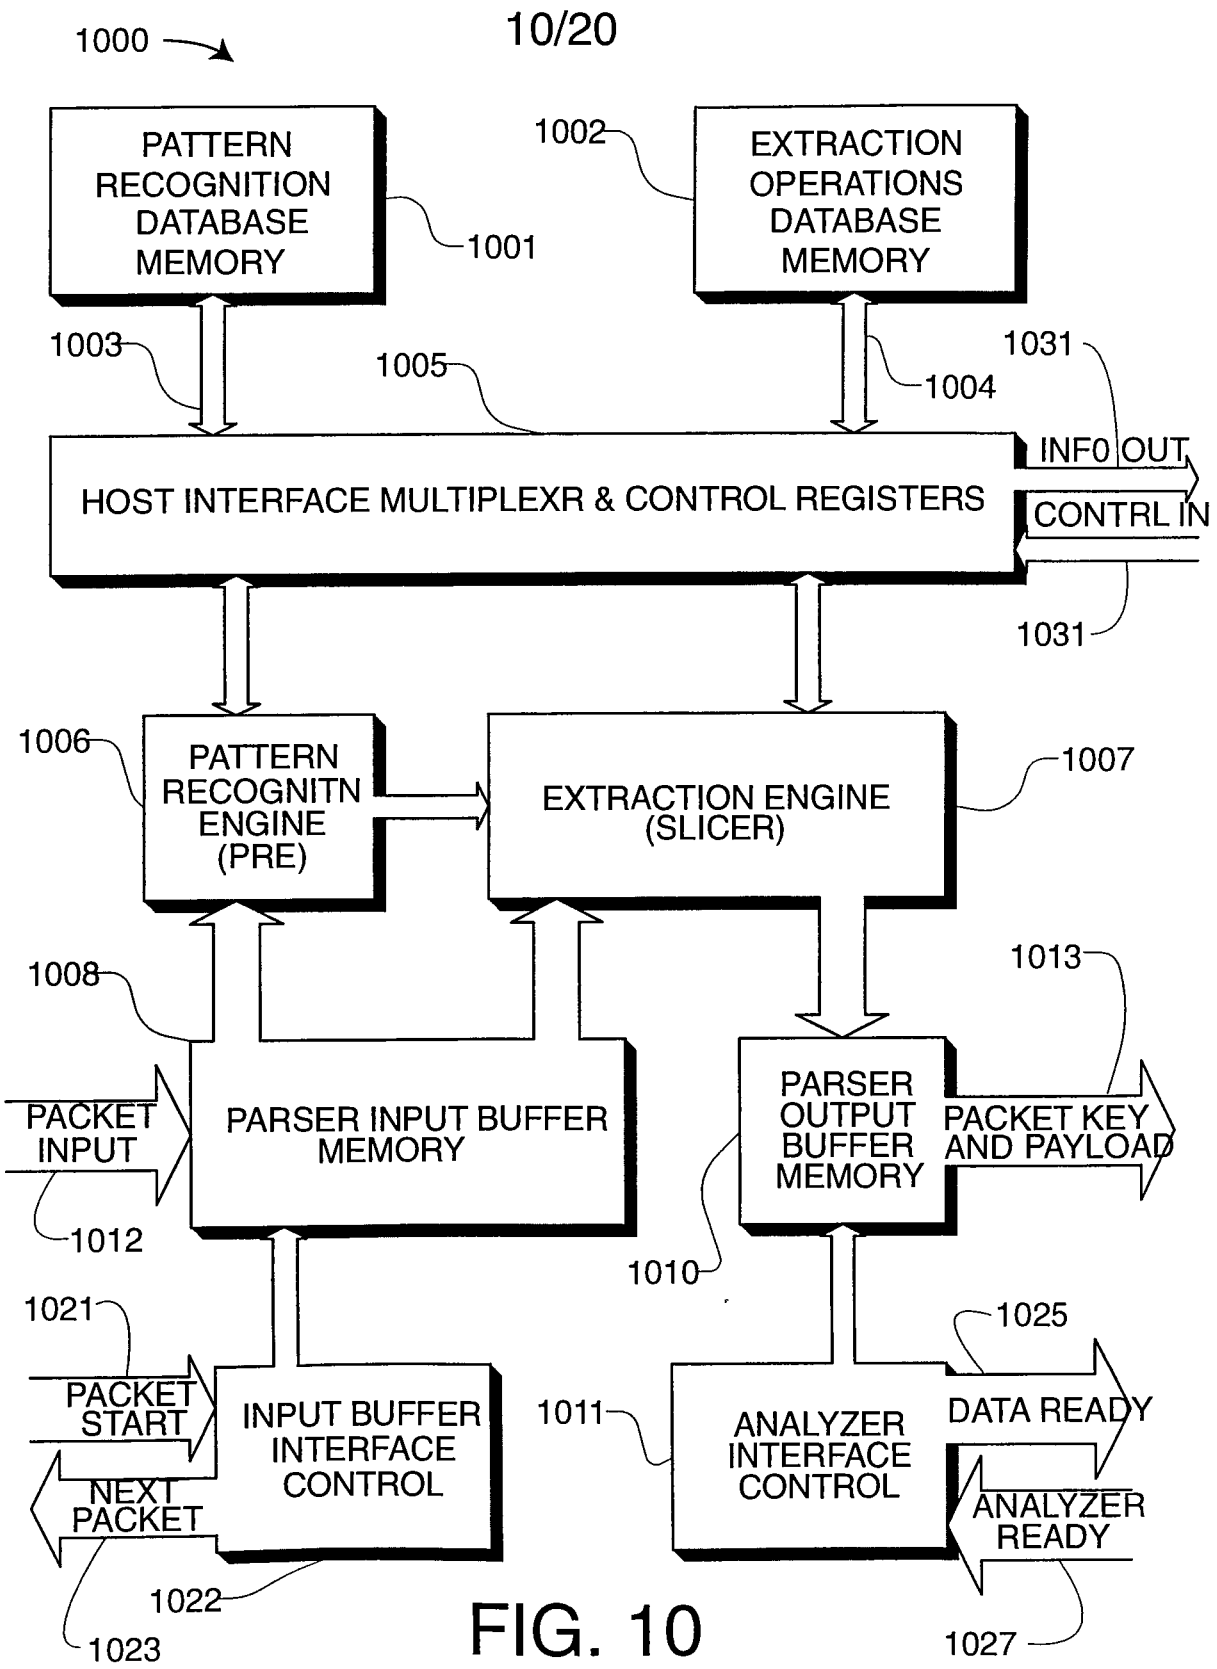 10/20
1000
PATTERN
RECOGNITION
DATABASE
MEMORY
1001
1002
EXTRACTION
OPERATIONS
DATABASE
MEMORY
1003
1005
1004
1031
HOST INTERFACE MULTIPLEXR & CONTROL REGISTERS
INFO OUT
CONTRL IN
1031
1006
PATTERN
RECOGNITN
ENGINE
(PRE)
EXTRACTION ENGINE
(SLICER)
1007
1008
1013
PACKET
INPUT
PARSER INPUT BUFFER
MEMORY
PARSER
OUTPUT
BUFFER
MEMORY
PACKET KEY
AND PAYLOAD
1012
1010
1021
PACKET
START
NEXT
PACKET
INPUT BUFFER
INTERFACE
CONTROL
1011
ANALYZER
INTERFACE
CONTROL
1025
DATA READY
ANALYZER
READY
1022
1023
1027
FIG. 10